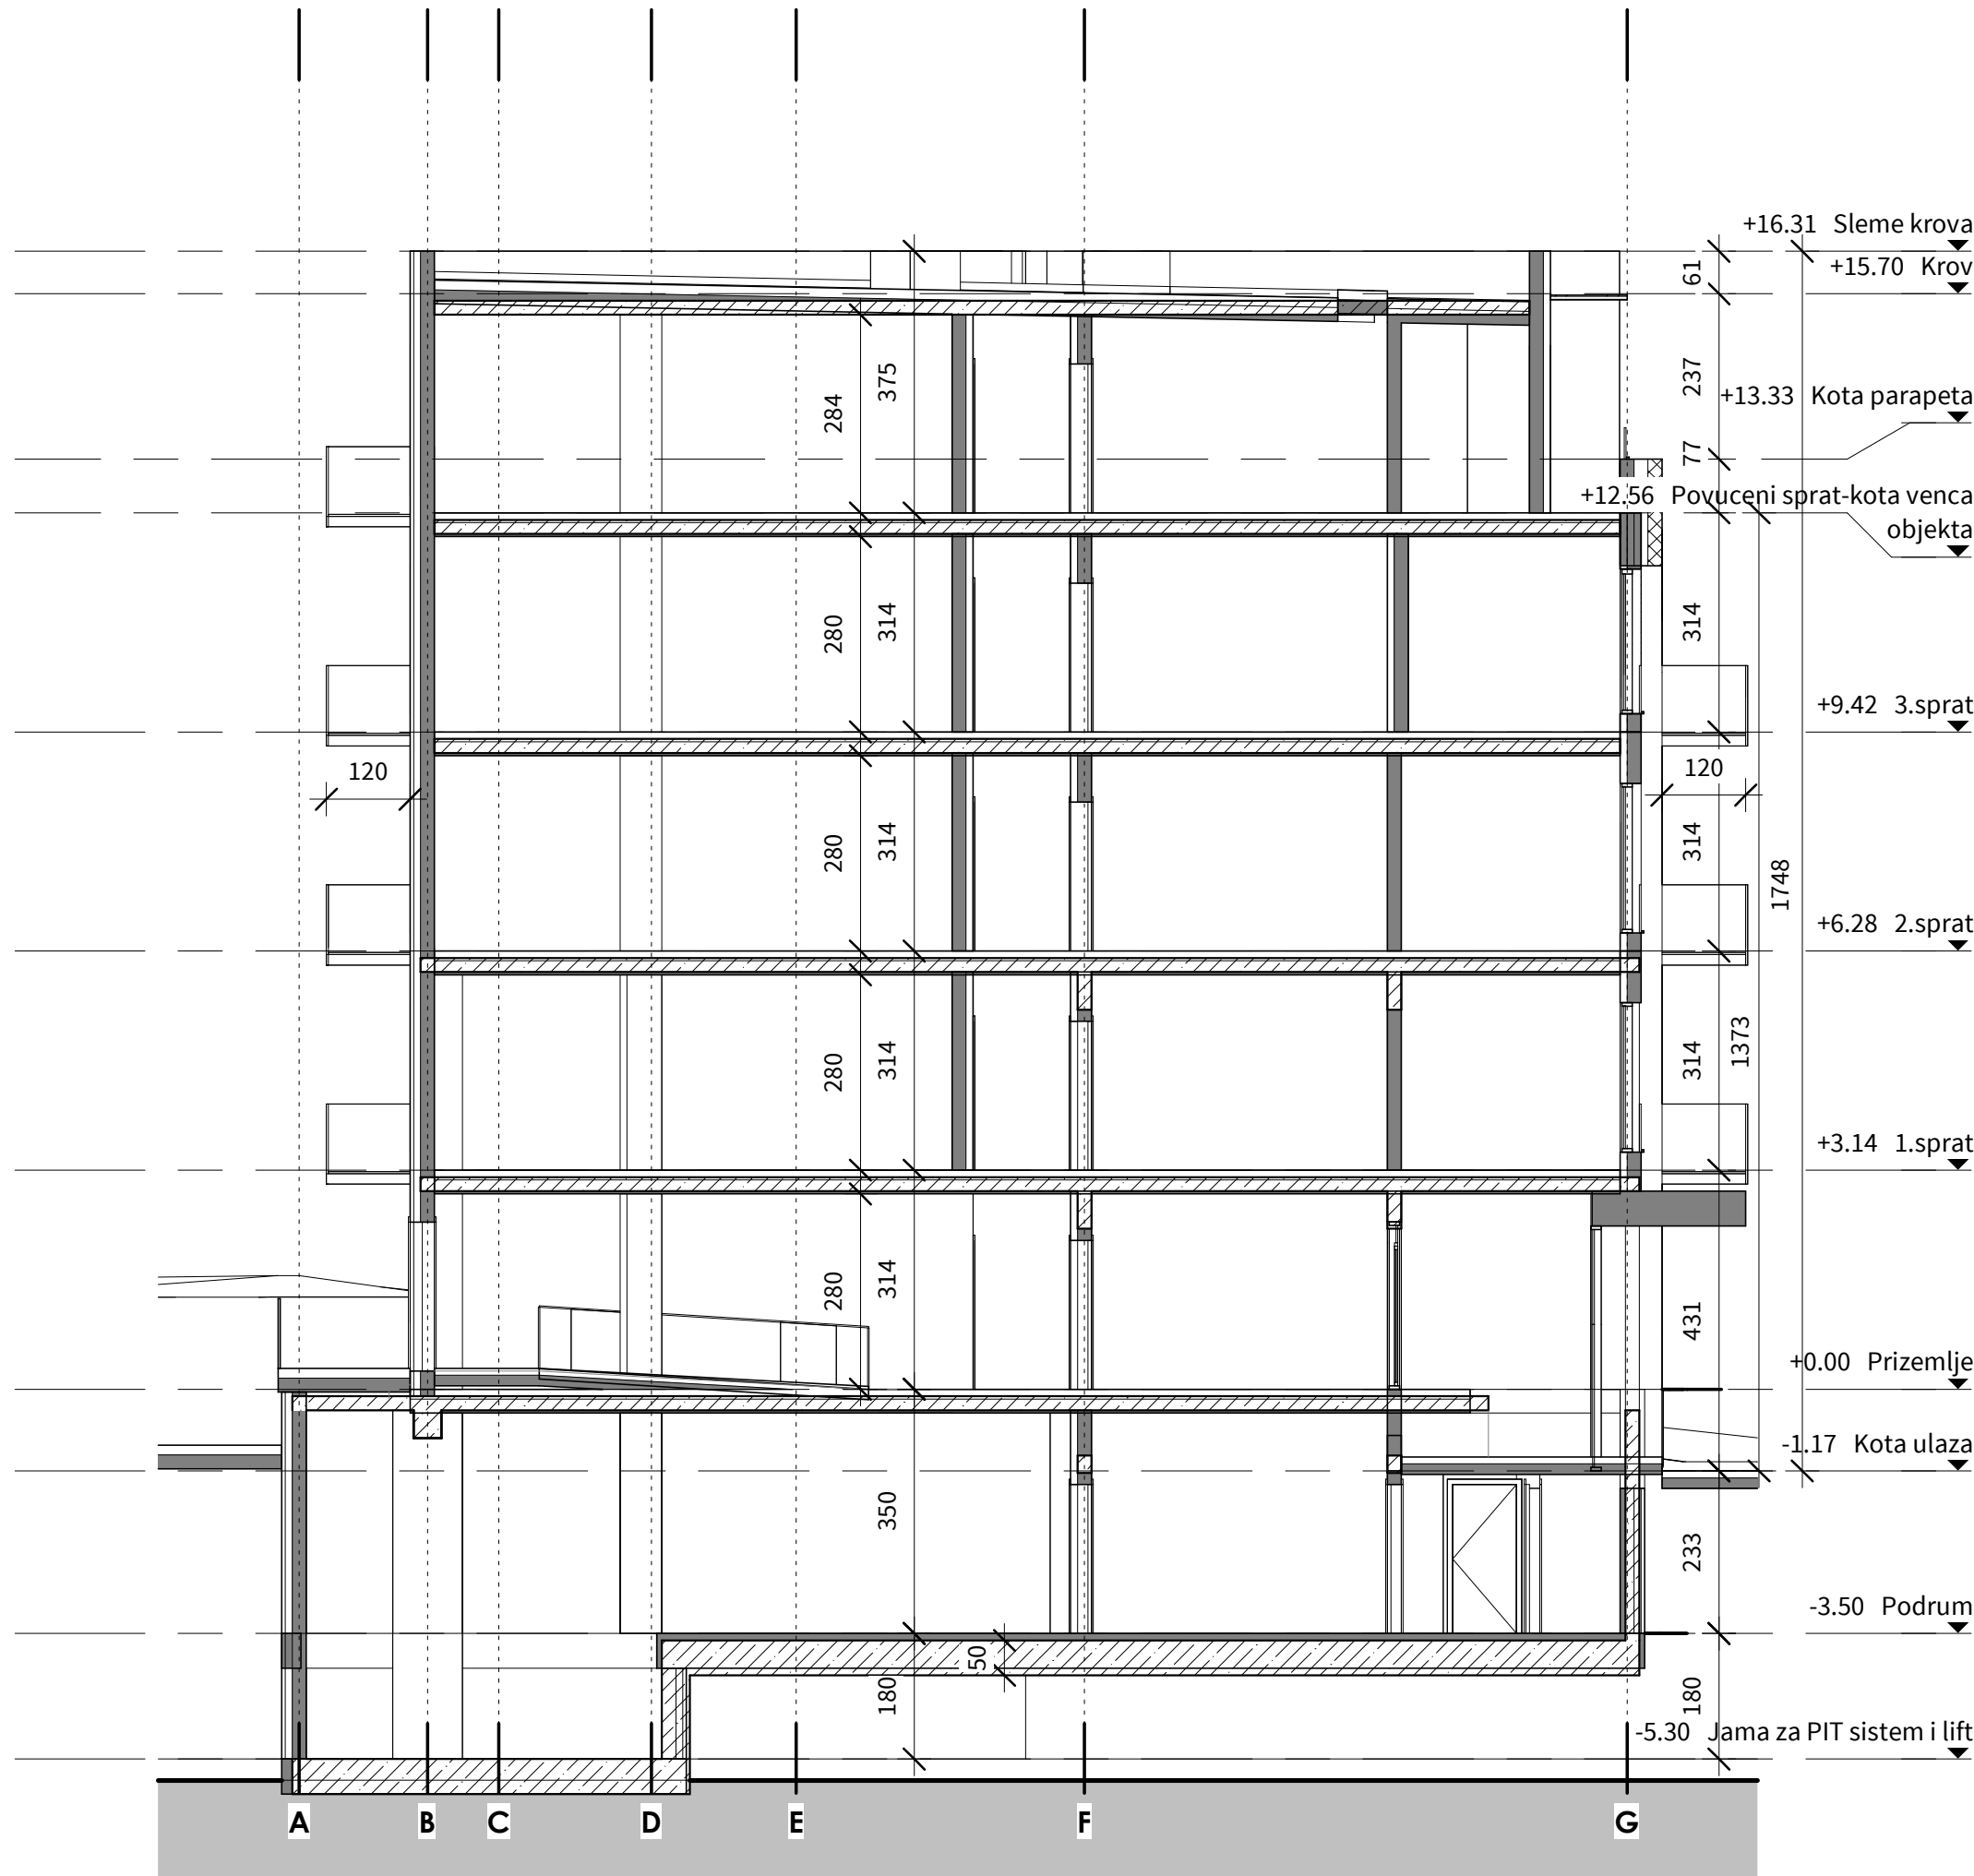 +16.31 Sleme krova
61
+15.70 Krov
375
237
284
+13.33 Kota parapeta
77
+12.56 Povuceni sprat-kota venca
objekta
280
314
314
+9.42 3.sprat
120
120
280
314
314
1748
+6.28 2.sprat
280
314
314
1373
+3.14 1.sprat
280
314
431
+0.00 Prizemlje
-1.17 Kota ulaza
350
233
-3.50 Podrum
50
180
180
-5.30 Jama za PIT sistem i lift
A B C D E F G